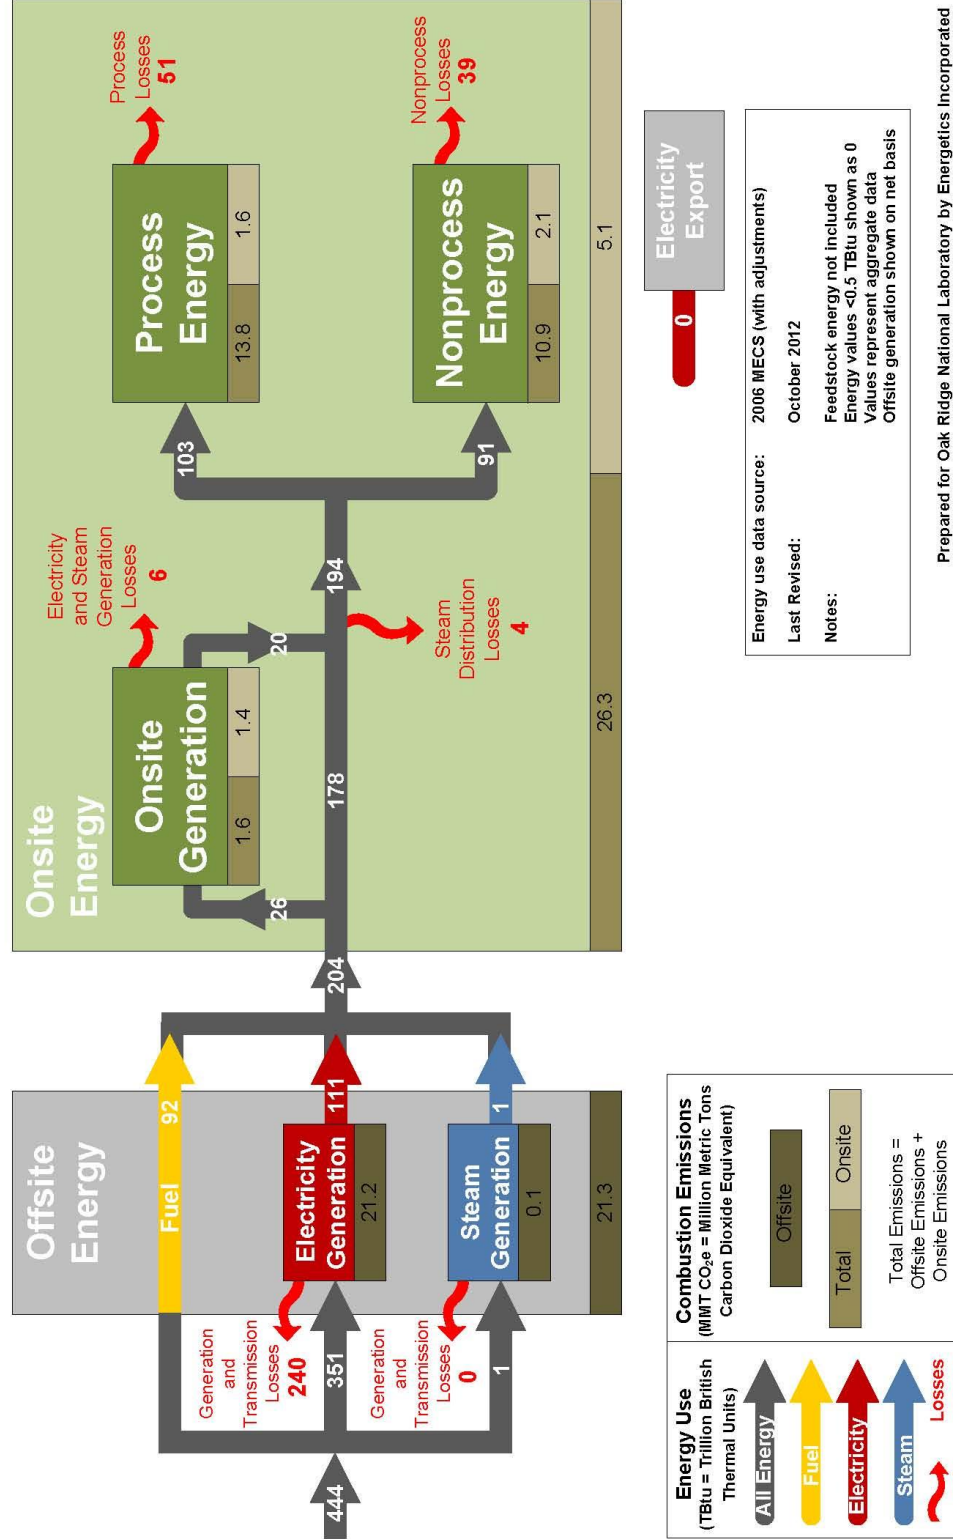 444
Offsite
Energy
Fuel
92
Generation
and
Transmission
Losses
240
351
Electricity
Generation
21.2
111
Generation
and
Transmission
Losses
0
1
Steam
Generation
0.1
1
21.3
204
Onsite
Energy
26
Onsite
Generation
1.6
1.4
Electricity
and Steam
Generation
Losses
6
20
178
Steam
Distribution
Losses
4
194
103
Process
Energy
13.8
1.6
Process
Losses
51
91
Nonprocess
Energy
10.9
2.1
Nonprocess
Losses
39
26.3
5.1
0
Electricity
Export
Energy Use
(TBtu = Trillion British
Thermal Units)
All Energy
Fuel
Electricity
Steam
Losses
Combustion Emissions
(MMT CO₂e = Million Metric Tons
Carbon Dioxide Equivalent)
Offsite
Total
Onsite
Total Emissions =
Offsite Emissions +
Onsite Emissions
Energy use data source: 2006 MECS (with adjustments)
Last Revised: October 2012
Notes: Feedstock energy not included
Energy values <0.5 TBtu shown as 0
Values represent aggregate data
Offsite generation shown on net basis
Prepared for Oak Ridge National Laboratory by Energetics Incorporated